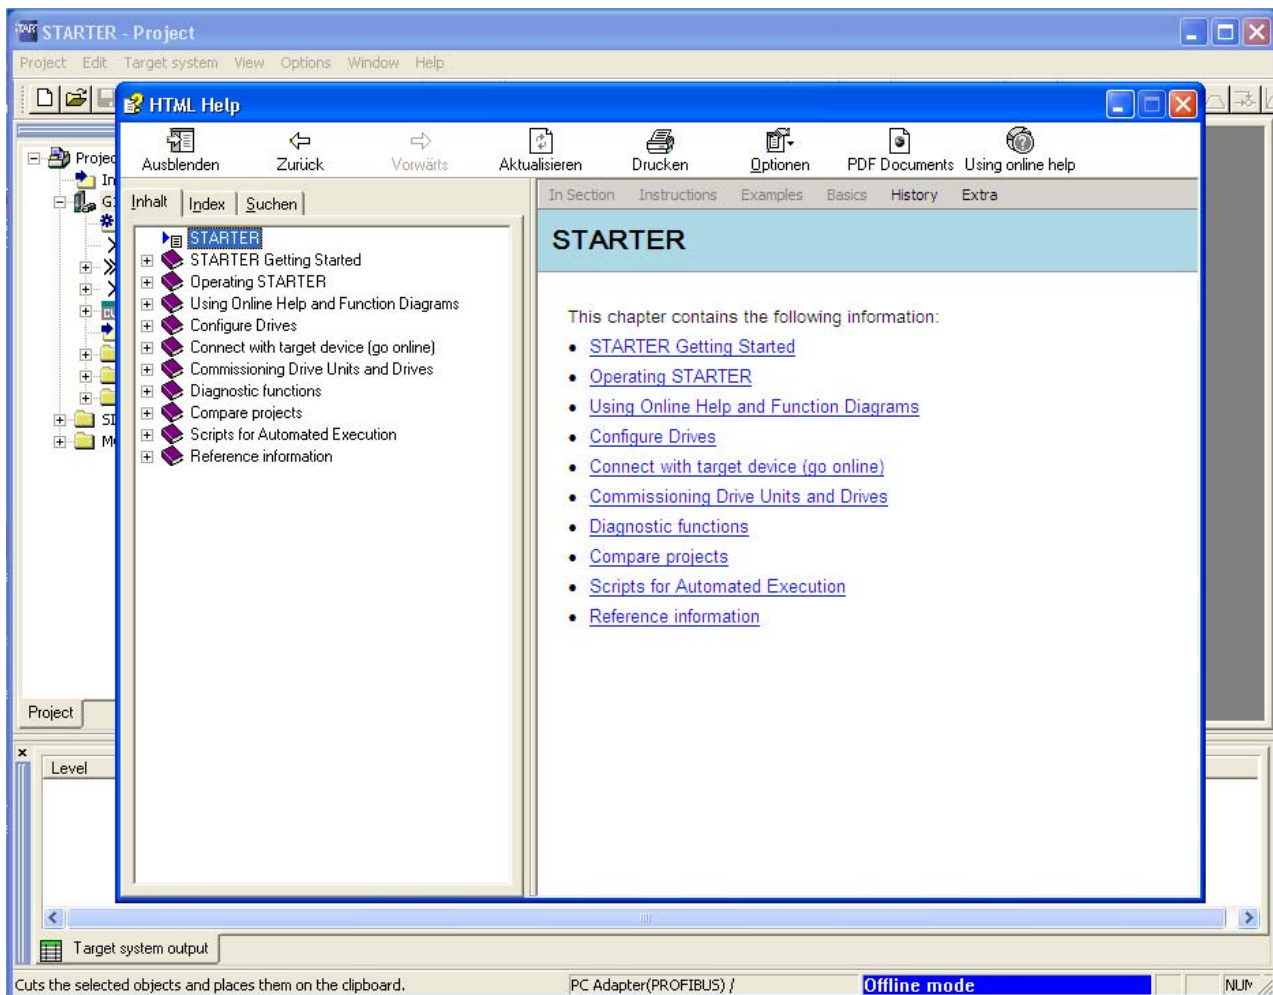 STARTER - Project
Project Edit Target system View Options Window Help
HTML Help
Ausblenden Zurück Vorwärts Aktualisieren Drucken Optionen PDF Documents Using online help
Inhalt Index Suchen
In Section Instructions Examples Basics History Extra
STARTER
STARTER Getting Started
Operating STARTER
Using Online Help and Function Diagrams
Configure Drives
Connect with target device (go online)
Commissioning Drive Units and Drives
Diagnostic functions
Compare projects
Scripts for Automated Execution
Reference information
STARTER
This chapter contains the following information:
• STARTER Getting Started
• Operating STARTER
• Using Online Help and Function Diagrams
• Configure Drives
• Connect with target device (go online)
• Commissioning Drive Units and Drives
• Diagnostic functions
• Compare projects
• Scripts for Automated Execution
• Reference information
Project
Level
Target system output
Cuts the selected objects and places them on the clipboard. PC Adapter(PROFIBUS) / Offline mode NUM